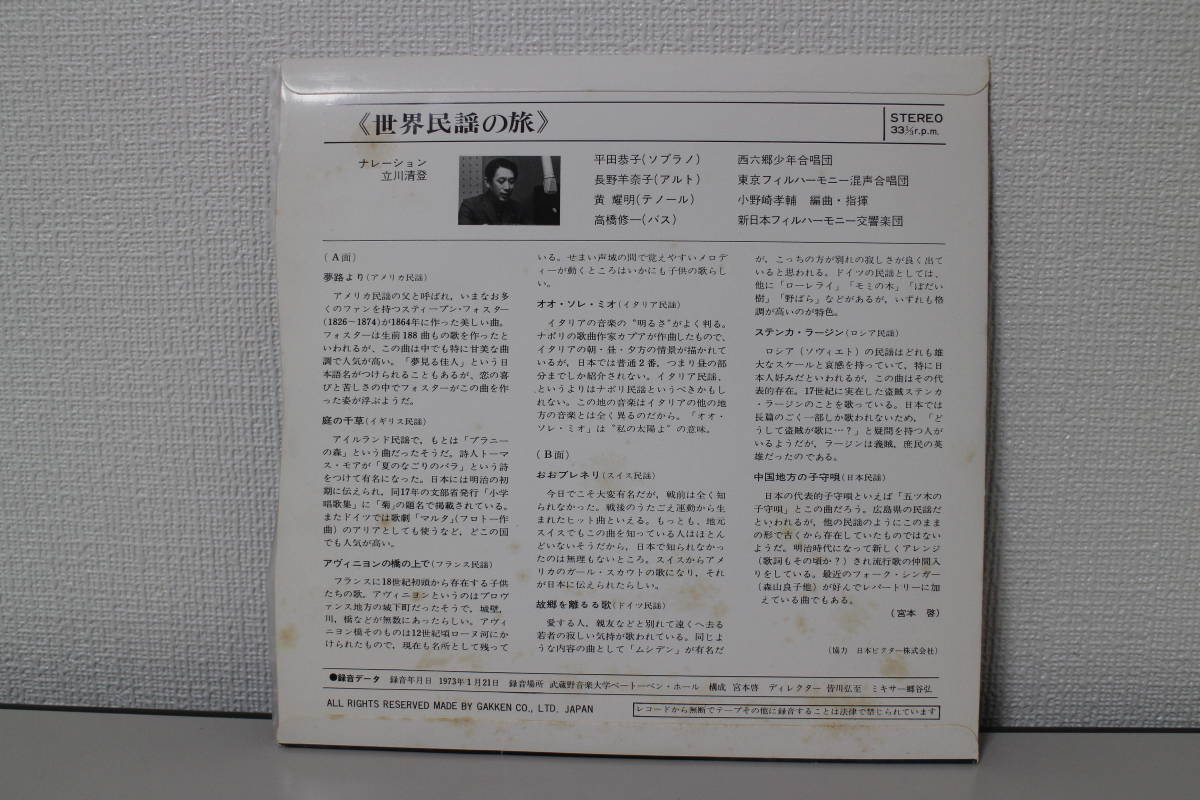 《世界民謡の旅》
STEREO
33⅓r.p.m.
ナレーション
立川清登
平田恭子(ソプラノ)
長野羊奈子(アルト)
黄 耀明(テノール)
高橋修一(バス)
西六郷少年合唱団
東京フィルハーモニー混声合唱団
小野崎孝輔 編曲・指揮
新日本フィルハーモニー交響楽団
(A面)
夢路より(アメリカ民謡)
アメリカ民謡の父と呼ばれ,いまなお多
くのファンを持つスティーブン・フォスター
(1826~1874)が1864年に作った美しい曲。
フォスターは生前188曲もの歌を作ったと
いわれるが、この曲は中でも特に甘美な曲
調で人気が高い。「夢見る佳人」という日
本語名がつけられることもあるが、恋の喜
びと苦しさの中でフォスターがこの曲を作
った姿が浮ぶようだ。
庭の千草(イギリス民謡)
アイルランド民謡で,もとは「ブラニー
の森」という曲だったそうだ。詩人トーマ
ス・モアが「夏のなごりのバラ」という詩
をつけて有名になった。日本には明治の初
期に伝えられ,同17年の文部省発行「小学
唱歌集」に「菊」の題名で掲載されている。
またドイツでは歌劇「マルタ」(フロトー作
曲)のアリアとしても使うなど,どこの国
でも人気が高い。
アヴィニヨンの橋の上で(フランス民謡)
フランスに18世紀初頭から存在する子供
たちの歌。アヴィニヨンというのはプロヴ
ァンス地方の城下町だったそうで,城壁,
川、橋などが無数にあったらしい。アヴィ
ニヨン橋そのものは12世紀頃ローヌ河にか
けられたもので,現在も名所として残って
いる。せまい声域の間で覚えやすいメロデ
ィーが動くところはいかにも子供の歌らし
い。
オオ・ソレ・ミオ(イタリア民謡)
イタリアの音楽の"明るさ"がよく判る。
ナポリの歌曲作家カプアが作曲したもので、
イタリアの朝・昼・夕方の情景が描かれて
いるが,日本では普通2番,つまり昼の部
分までしか紹介されない。イタリア民謡、
というよりはナポリ民謡というべきかもし
れない。この地の音楽はイタリアの他の地
方の音楽とは全く異るのだから。「オオ・
ソレ・ミオ」は"私の太陽よ"の意味。
(B面)
おおブレネリ(スイス民謡)
今日でこそ大変有名だが,戦前は全く知
られなかった。戦後のうたごえ運動から生
まれたヒット曲といえる。もっとも、地元
スイスでもこの曲を知っている人はほとん
どいないそうだから、日本で知られなかっ
たのは無理もないところ。スイスからアメ
リカのガール・スカウトの歌になり,それ
が日本に伝えられたらしい。
故郷を離るる歌(ドイツ民謡)
愛する人,親友などと別れて遠くへ去る
若者の寂しい気持が歌われている。同じよ
うな内容の曲として「ムシデン」が有名だ
が,こっちの方が別れの寂しさが良く出て
いると思われる。ドイツの民謡としては、
他に「ローレライ」「モミの木」「ぼだい
樹」「野ばら」などがあるが,いずれも格
調が高いのが特色。
ステンカ・ラージン(ロシア民謡)
ロシア(ソヴィエト)の民謡はどれも雄
大なスケールと哀感を持っていて,特に日
本人好みだといわれるが,この曲はその代
表的存在。17世紀に実在した盗賊ステンカ
・ラージンのことを歌っている。日本では
長篇のごく一部しか歌われないため,「ど
うして盗賊が歌に…?」と疑問を持つ人が
いるようだが,ラージンは義賊,庶民の英
雄だったのである。
中国地方の子守唄(日本民謡)
日本の代表的子守唄といえば「五ツ木の
子守唄」とこの曲だろう。広島県の民謡だ
といわれるが,他の民謡のようにこのまま
の形で古くから存在していたものではない
ようだ。明治時代になって新しくアレンジ
(歌詞もその頃か?)され流行歌の仲間入
りをしている。最近のフォーク・シンガー
(森山良子他)が好んでレパートリーに加
えている曲でもある。
(宮本 啓)
(協力 日本ビクター株式会社)
●録音データ 録音年月日 1973年1月21日 録音場所 武蔵野音楽大学ベートーベン・ホール 構成 宮本啓 ディレクター 皆川弘至 ミキサー郷谷弘
ALL RIGHTS RESERVED MADE BY GAKKEN CO., LTD. JAPAN
レコードから無断でテープその他に録音することは法律で禁じられています